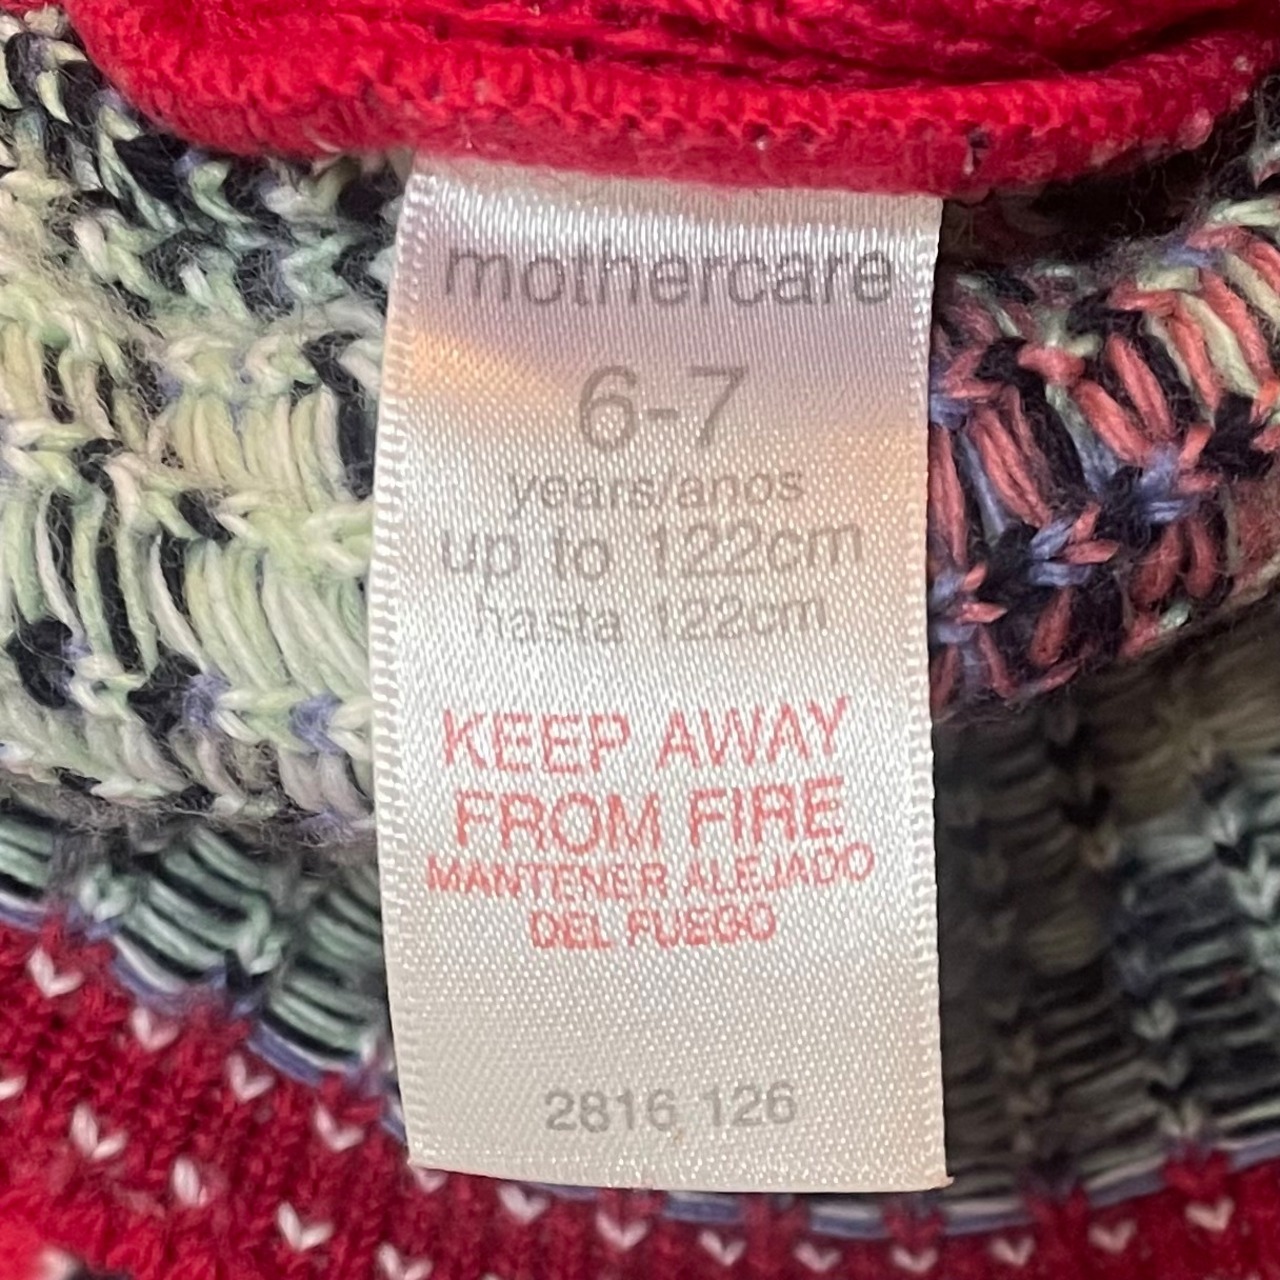 mothercare
6-7
years/anos
up to 122cm
hasta 122cm
KEEP AWAY
FROM FIRE
MANTENER ALEJADO
DEL FUEGO
2816 126